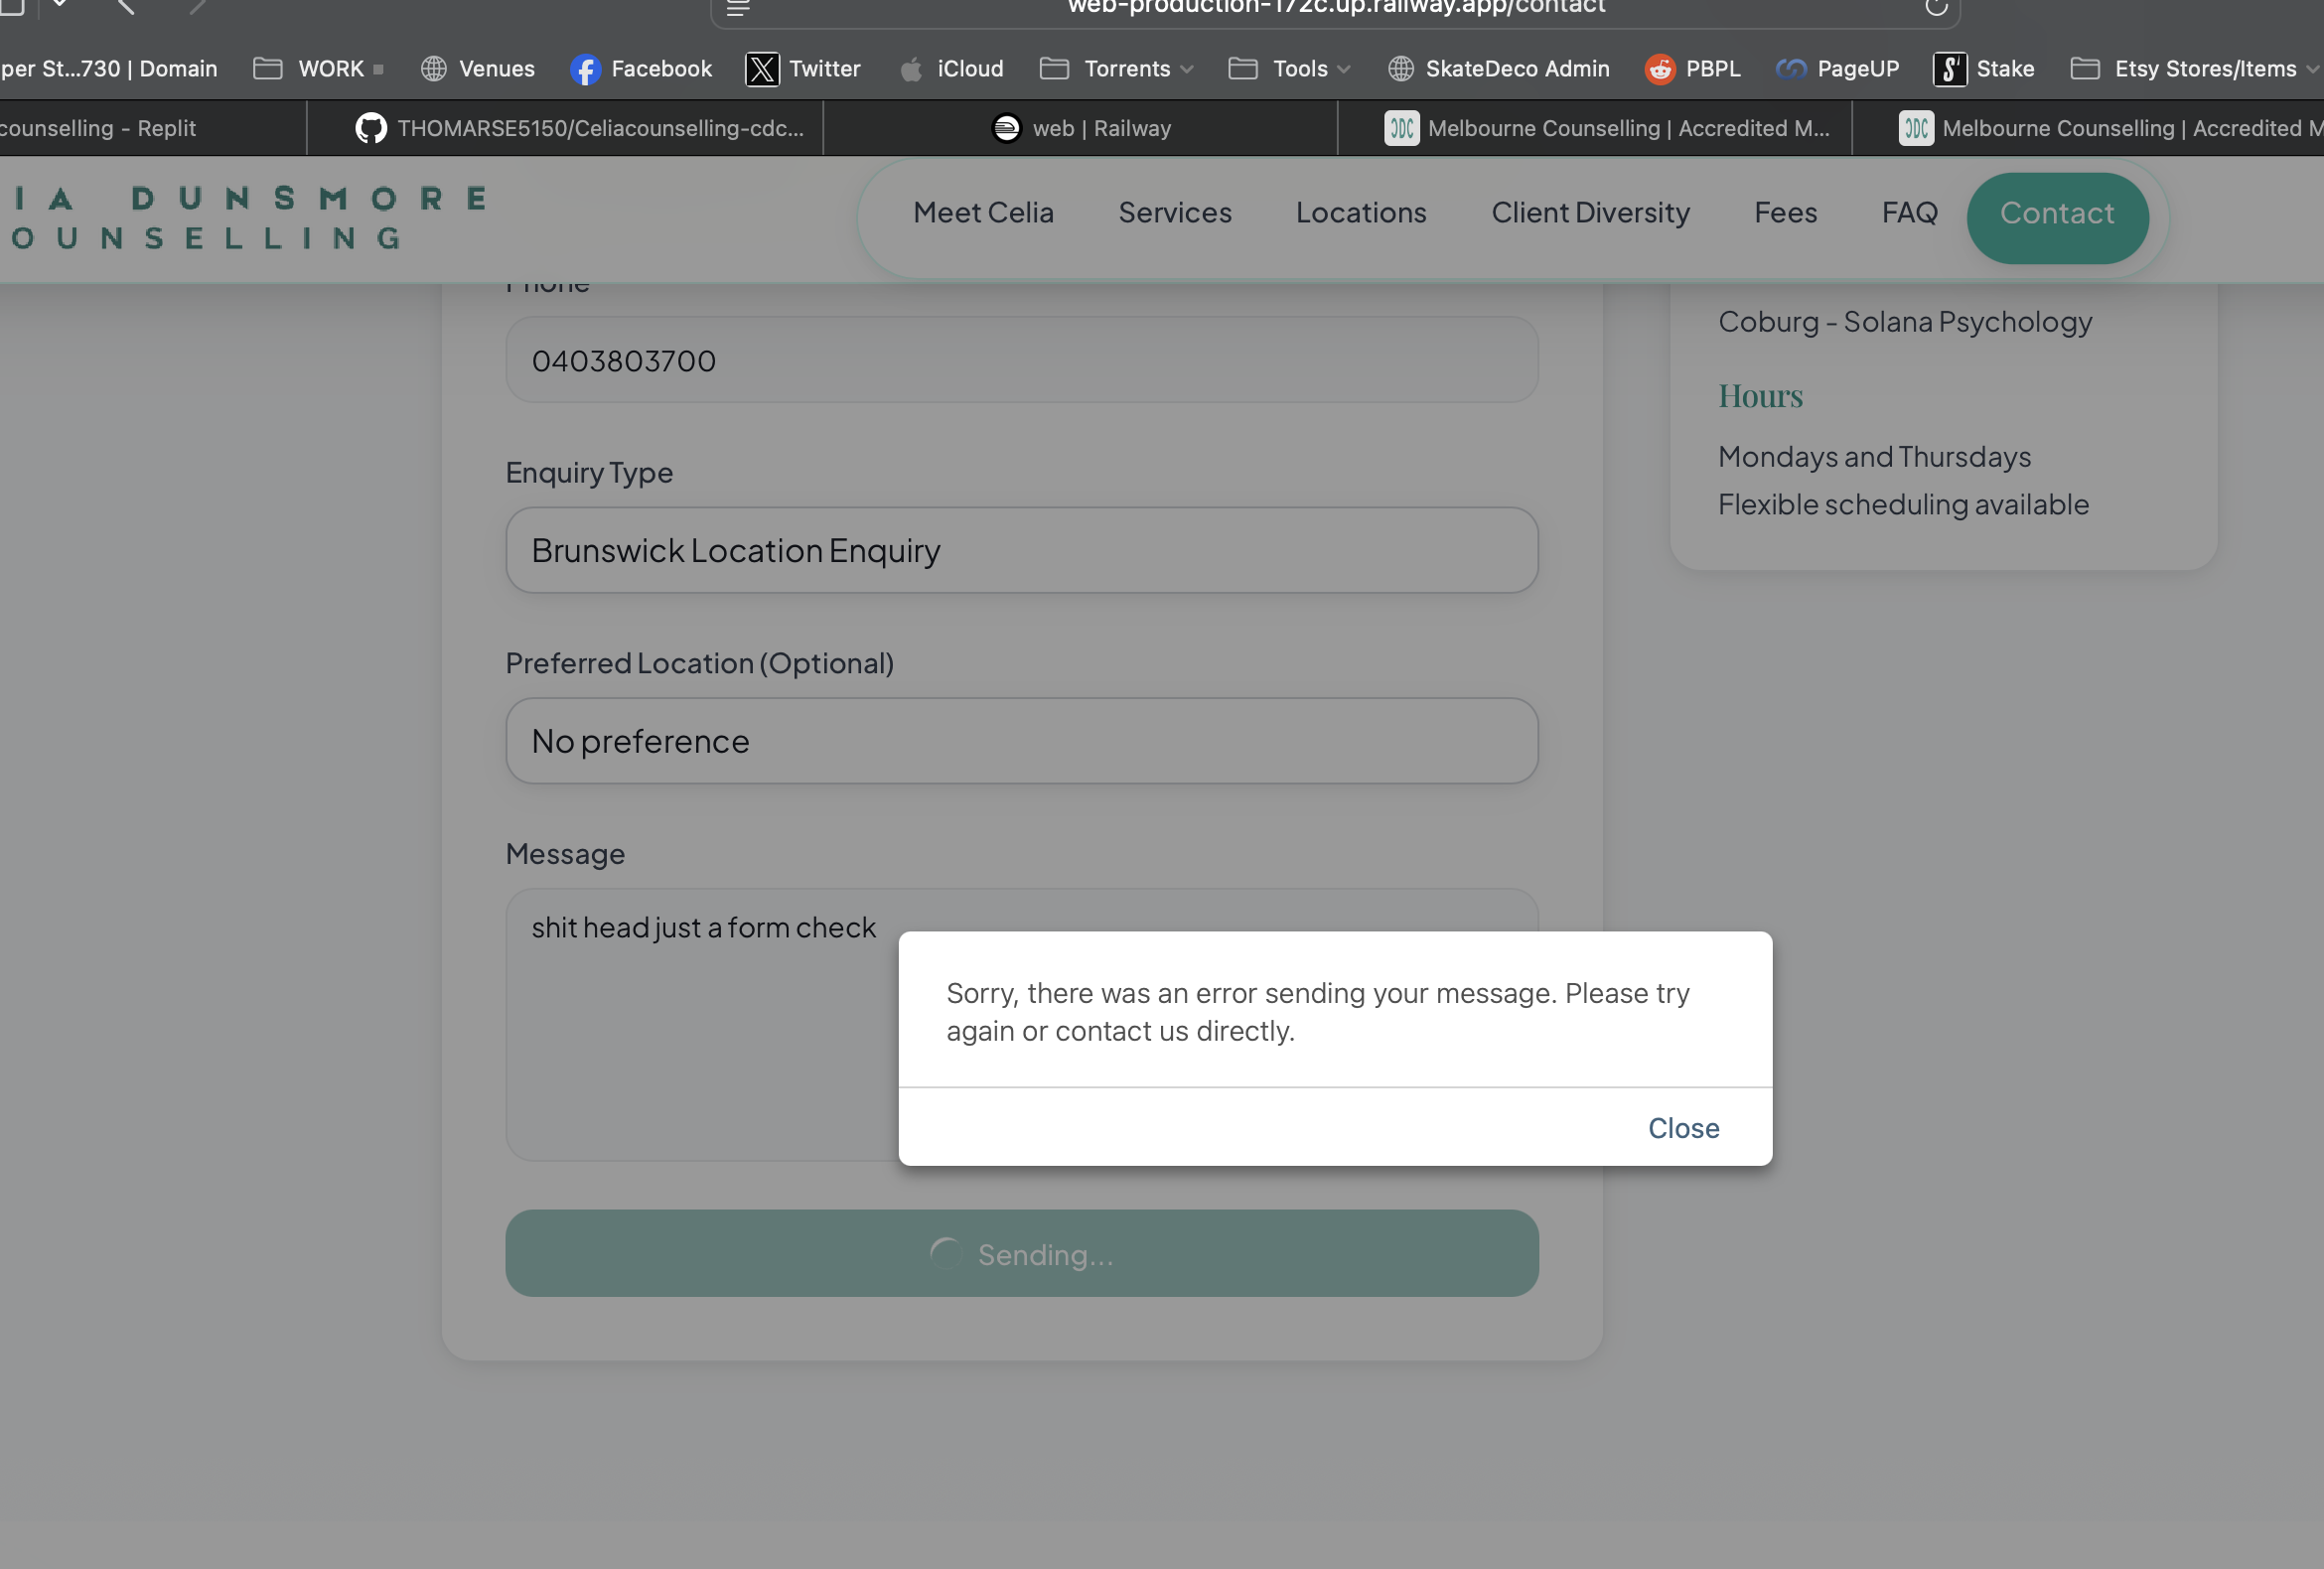 web-production-172c.up.railway.app/contact
per St...730 | Domain WORK Venues Facebook Twitter iCloud Torrents Tools SkateDeco Admin PBPL PageUP Stake Etsy Stores/Items
counselling - Replit THOMARSE5150/Celiacounselling-cdc... web | Railway Melbourne Counselling | Accredited M... Melbourne Counselling | Accredited M
IA DUNSMORE
OUNSELLING
Meet Celia Services Locations Client Diversity Fees FAQ Contact
Phone
0403803700
Enquiry Type
Brunswick Location Enquiry
Preferred Location (Optional)
No preference
Message
shit head just a form check
Sending...
Coburg - Solana Psychology
Hours
Mondays and Thursdays
Flexible scheduling available
Sorry, there was an error sending your message. Please try
again or contact us directly.
Close